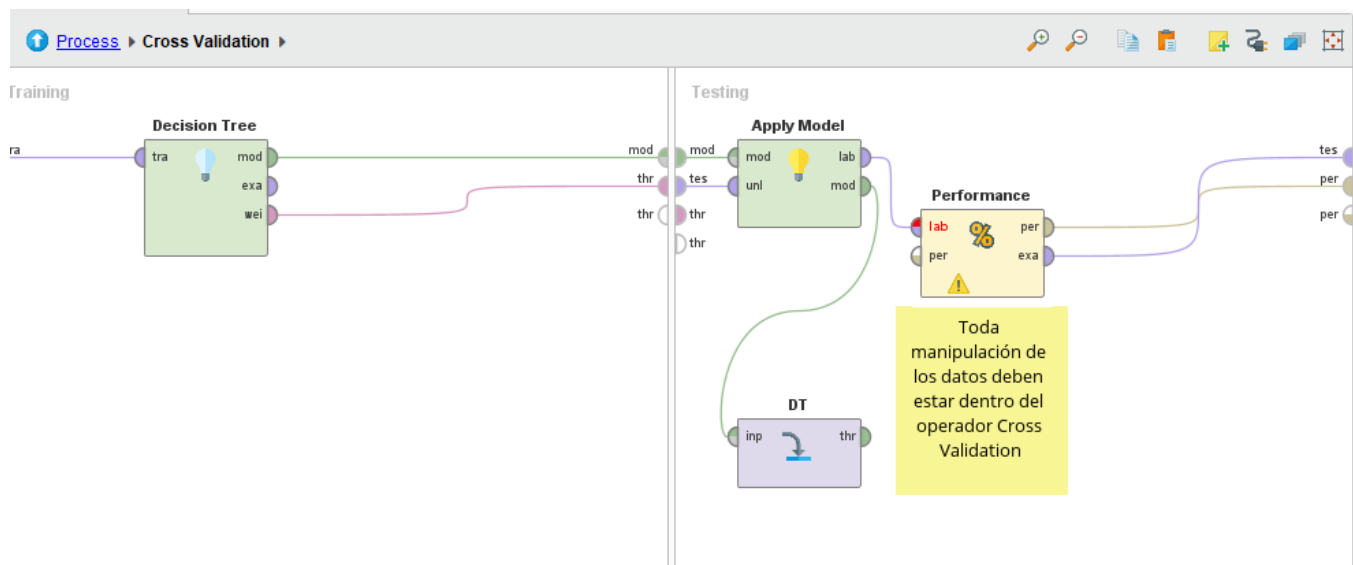 Process Cross Validation
Training
Testing
Decision Tree
ra
tra
mod
exa
wei
mod
thr
thr
mod
tes
thr
thr
Apply Model
mod
unl
lab
mod
Performance
lab
per
%
per
exa
tes
per
per
Toda
manipulación de
los datos deben
estar dentro del
operador Cross
Validation
DT
inp
thr